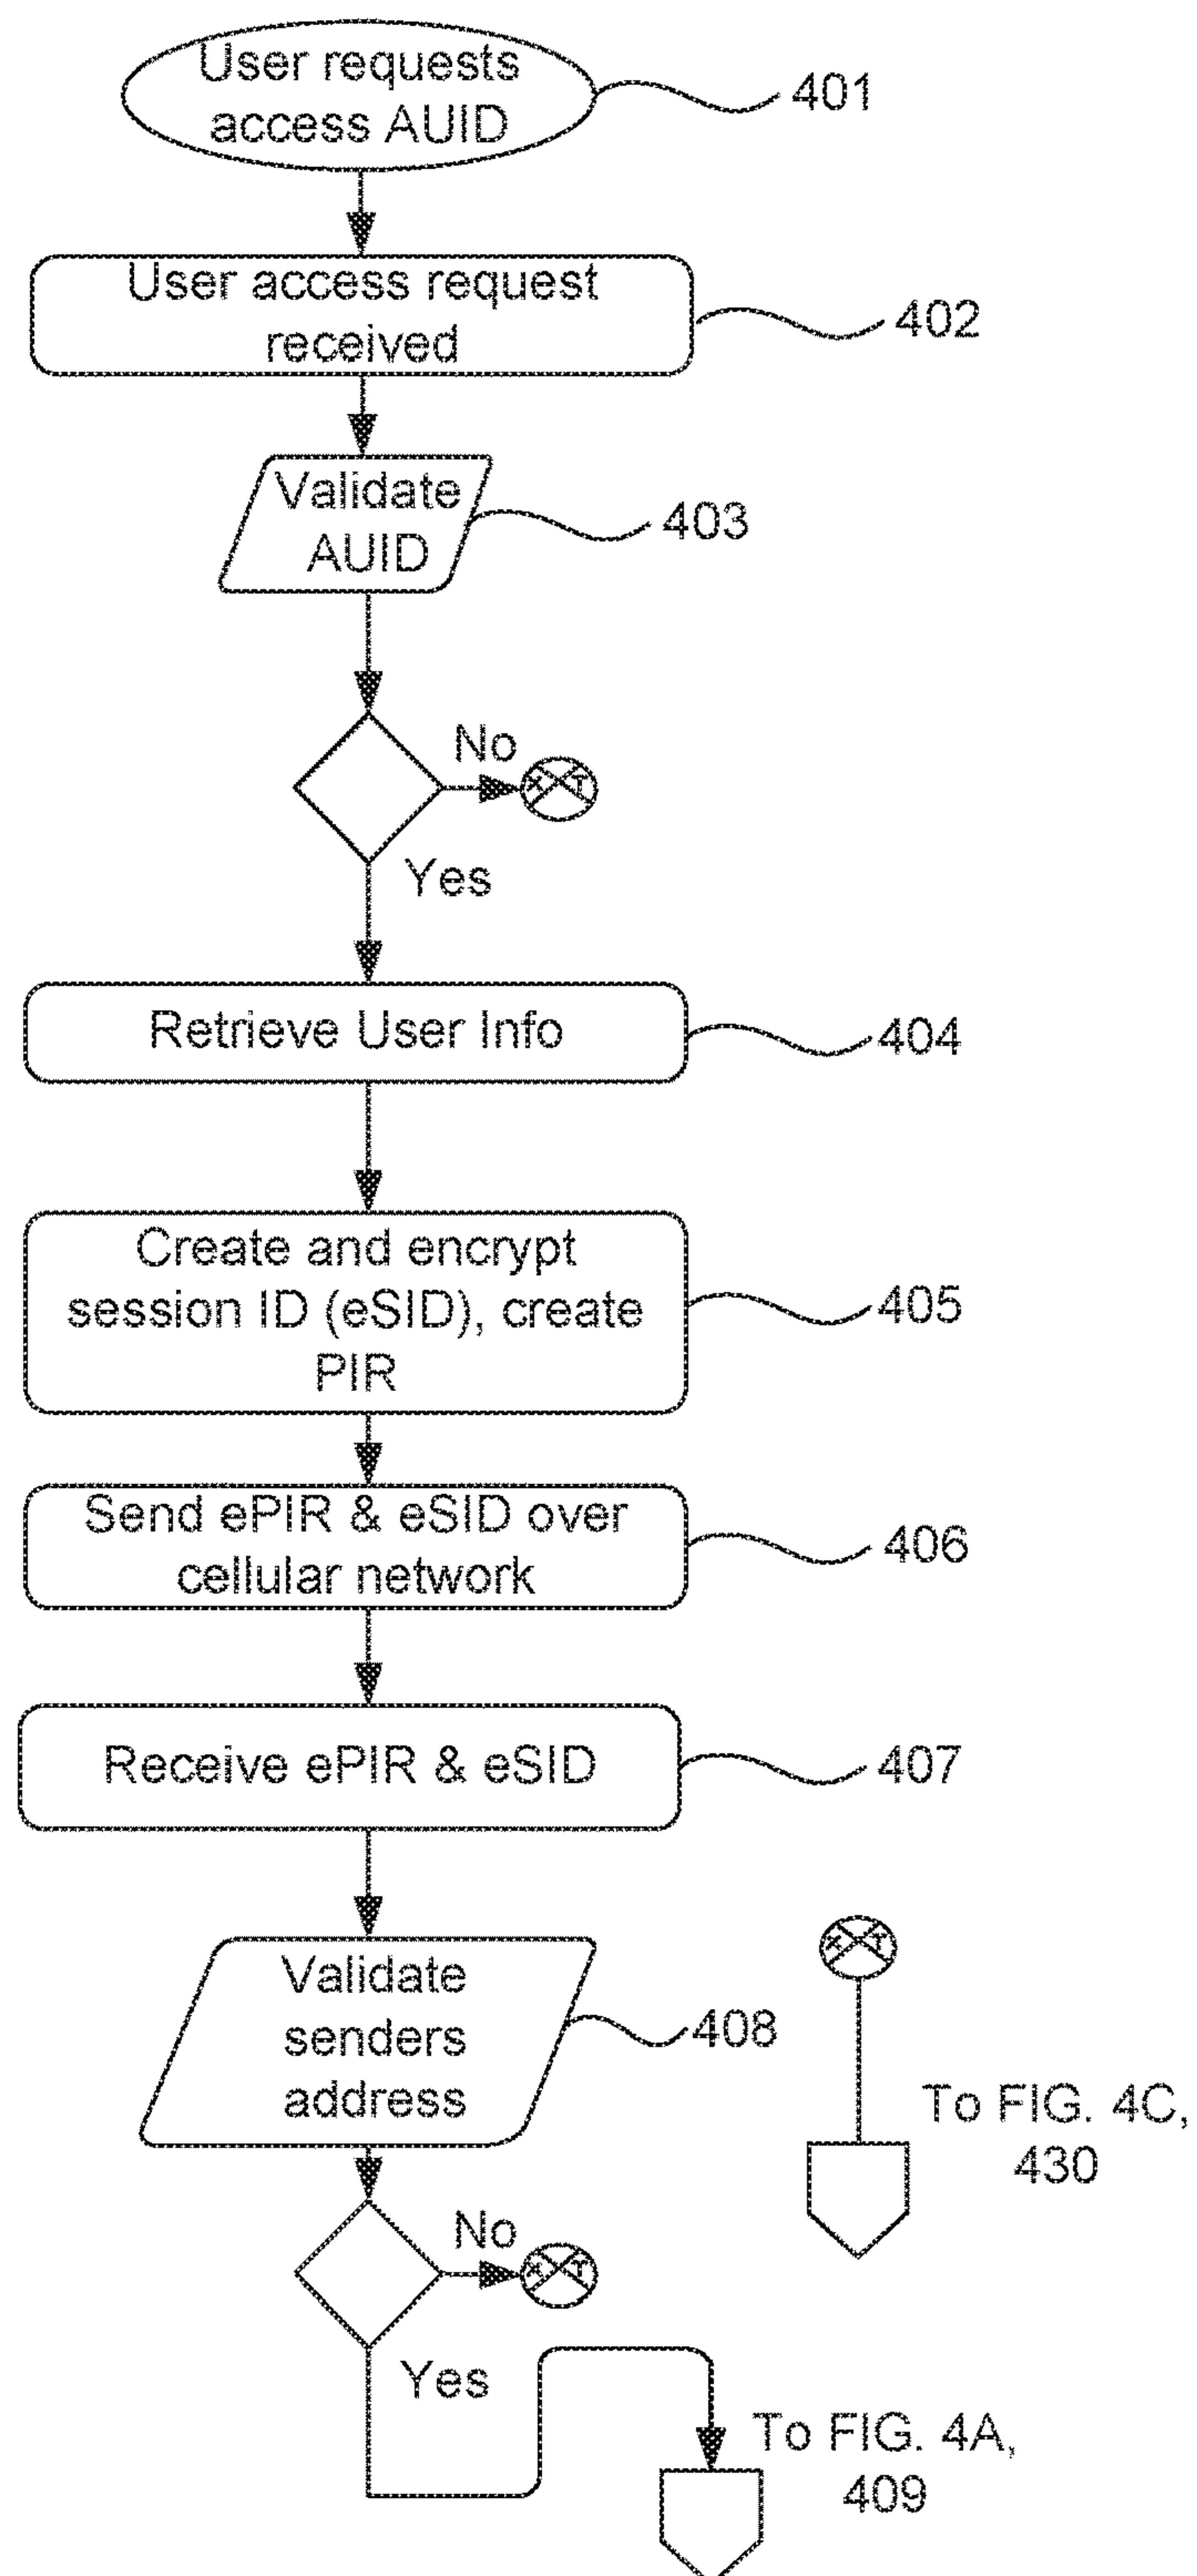 User requests
access AUID
401
User access request
received
402
Validate
AUID
403
No
X T
Yes
Retrieve User Info
404
Create and encrypt
session ID (eSID), create
PIR
405
Send ePIR & eSID over
cellular network
406
Receive ePIR & eSID
407
Validate
senders
address
408
X T
To FIG. 4C,
430
No
X T
Yes
To FIG. 4A,
409